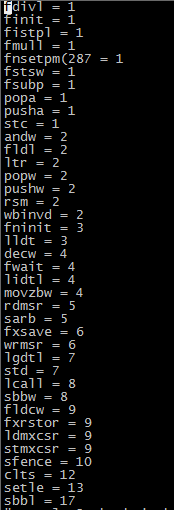 fdivl = 1
finit = 1
fistpl = 1
fmull = 1
fnsetpm(287 = 1
fstsw = 1
fsubp = 1
popa = 1
pusha = 1
stc = 1
andw = 2
fldl = 2
ltr = 2
popw = 2
pushw = 2
rsm = 2
wbinvd = 2
fninit = 3
lldt = 3
decw = 4
fwait = 4
lidtl = 4
movzbw = 4
rdmsr = 5
sarb = 5
fxsave = 6
wrmsr = 6
lgdtl = 7
std = 7
lcall = 8
sbbw = 8
fldcw = 9
fxrstor = 9
ldmxcsr = 9
stmxcsr = 9
sfence = 10
clts = 12
setle = 13
sbbl = 17